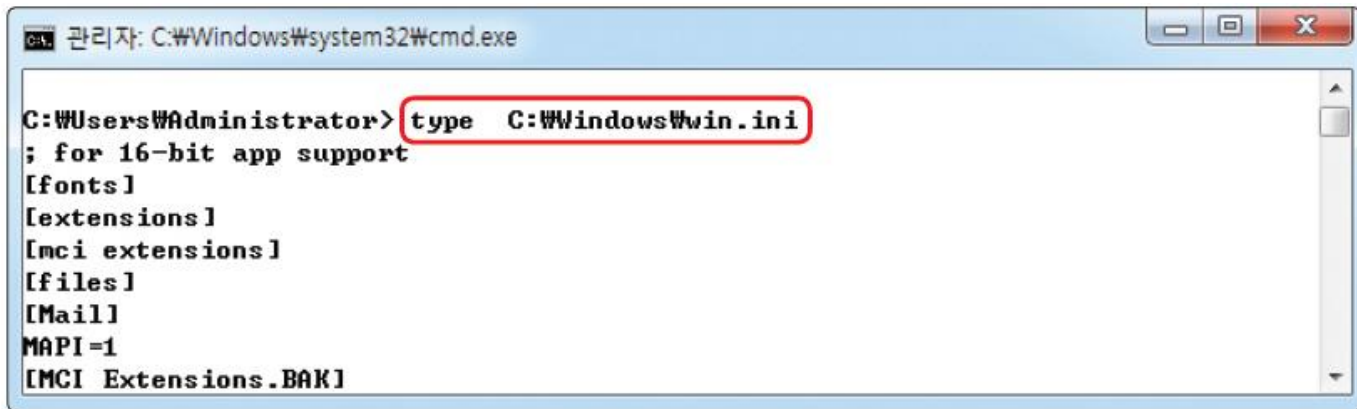 관리자: C:₩Windows₩system32₩cmd.exe
C:₩Users₩Administrator> type  C:₩Windows₩win.ini
; for 16-bit app support
[fonts]
[extensions]
[mci extensions]
[files]
[Mail]
MAPI=1
[MCI Extensions.BAK]